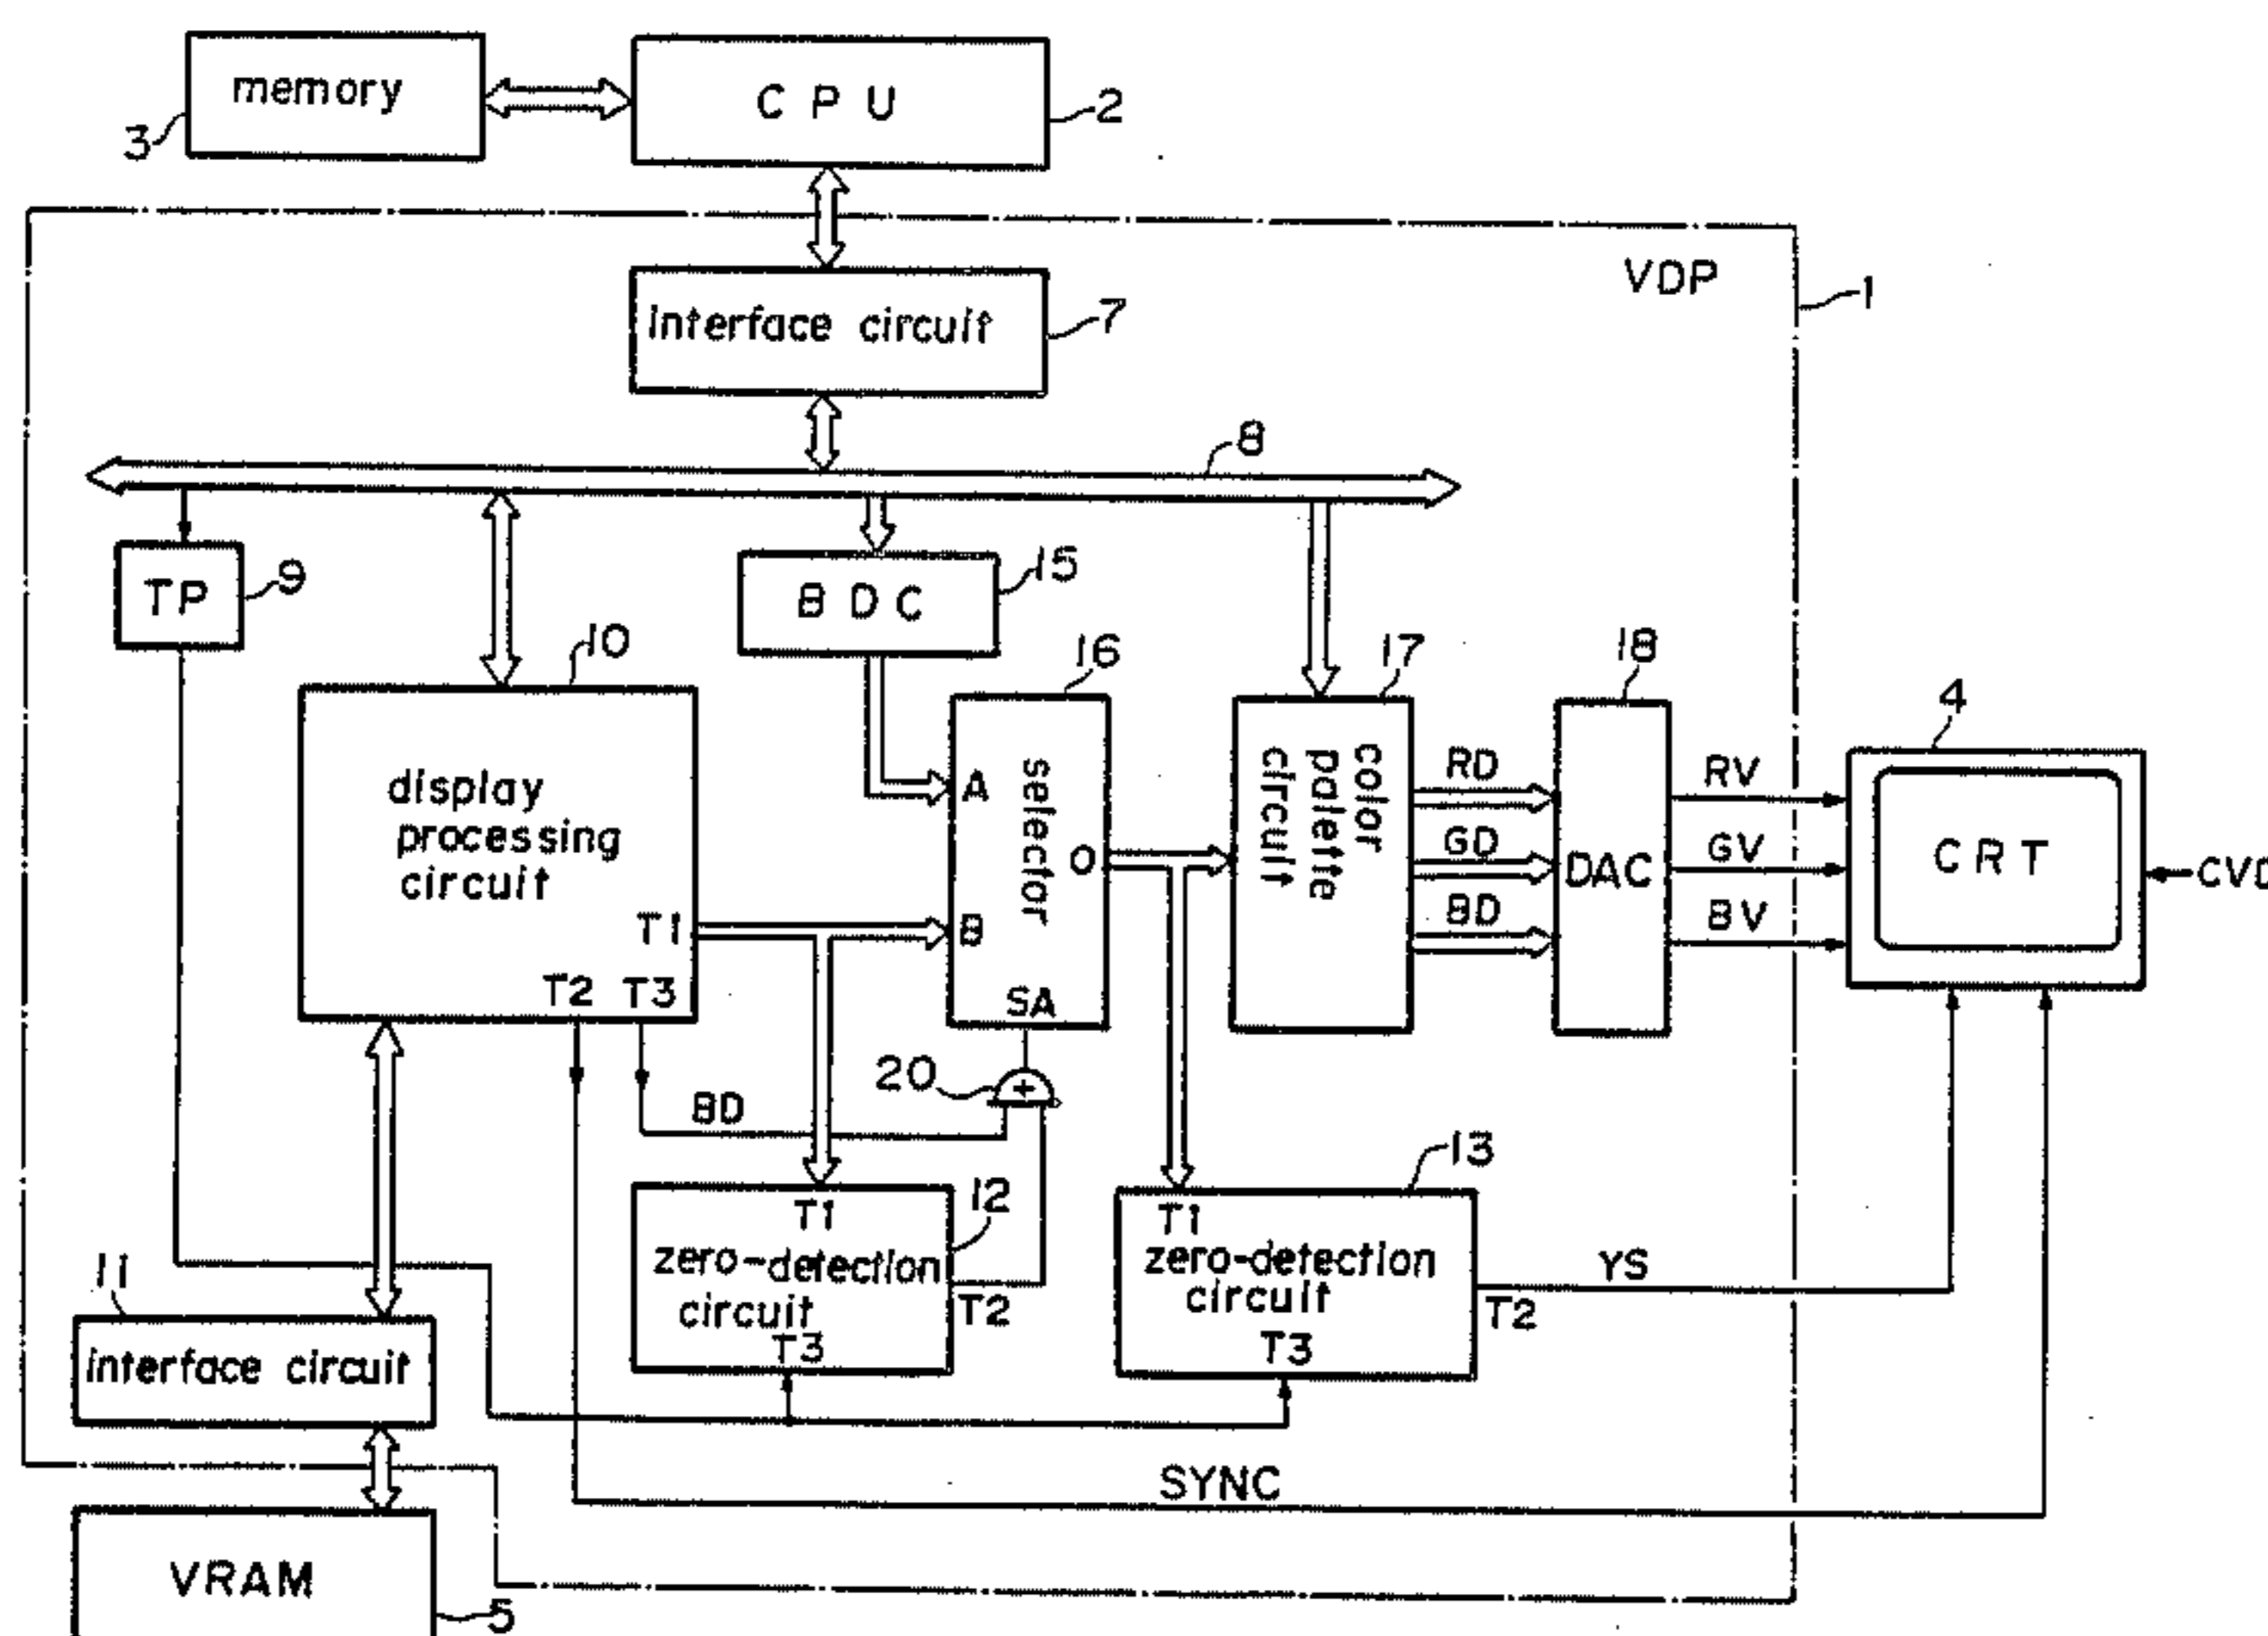 memory
3
C P U
2
VDP
1
interface circuit
7
8
TP
9
BDC
15
10
display
processing
circuit
T1
T2
T3
16
selector
A
B
O
SA
17
color
palette
circuit
RD
GD
BD
18
DAC
RV
GV
BV
4
CRT
CVD
BD
20
12
T1
zero-detection
circuit
T2
T3
13
T1
zero-detection
circuit
T2
T3
YS
11
interface circuit
SYNC
VRAM
5